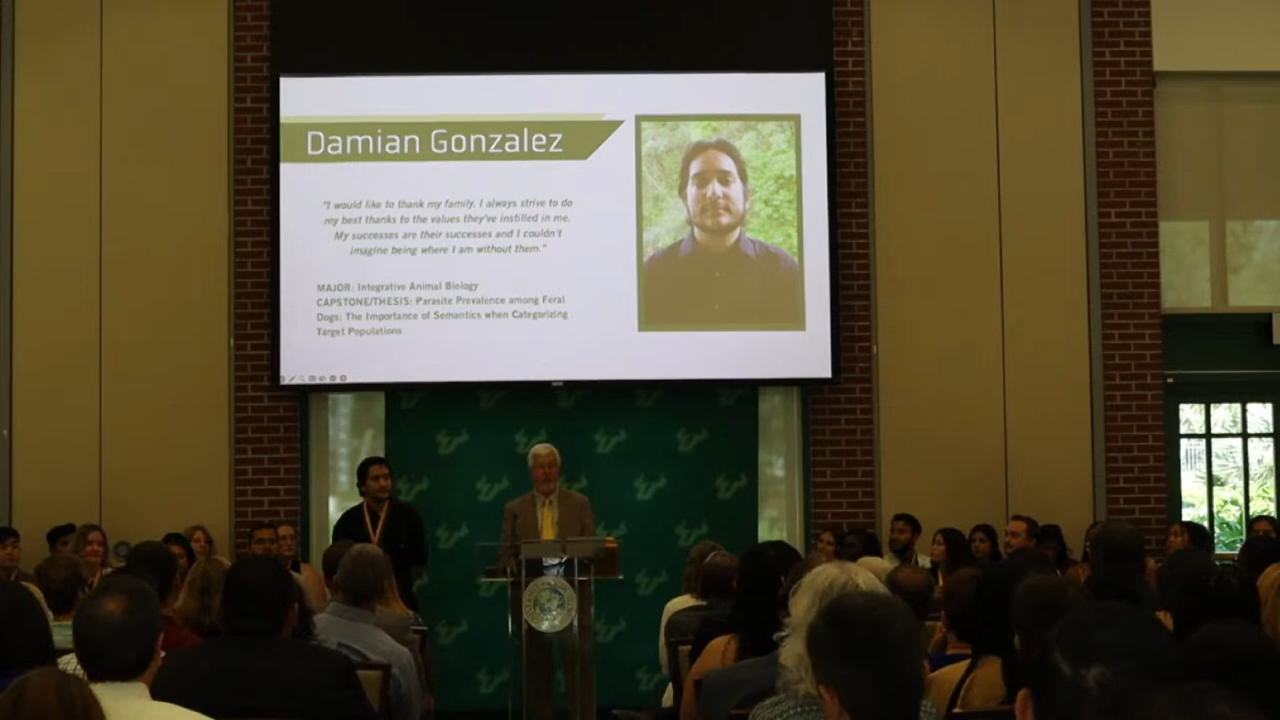 Damian Gonzalez
"I would like to thank my family. I always strive to do
my best thanks to the values they've instilled in me.
My successes are their successes and I couldn't
imagine being where I am without them."
MAJOR: Integrative Animal Biology
CAPSTONE/THESIS: Parasite Prevalence among Feral
Dogs: The Importance of Semantics when Categorizing
Target Populations